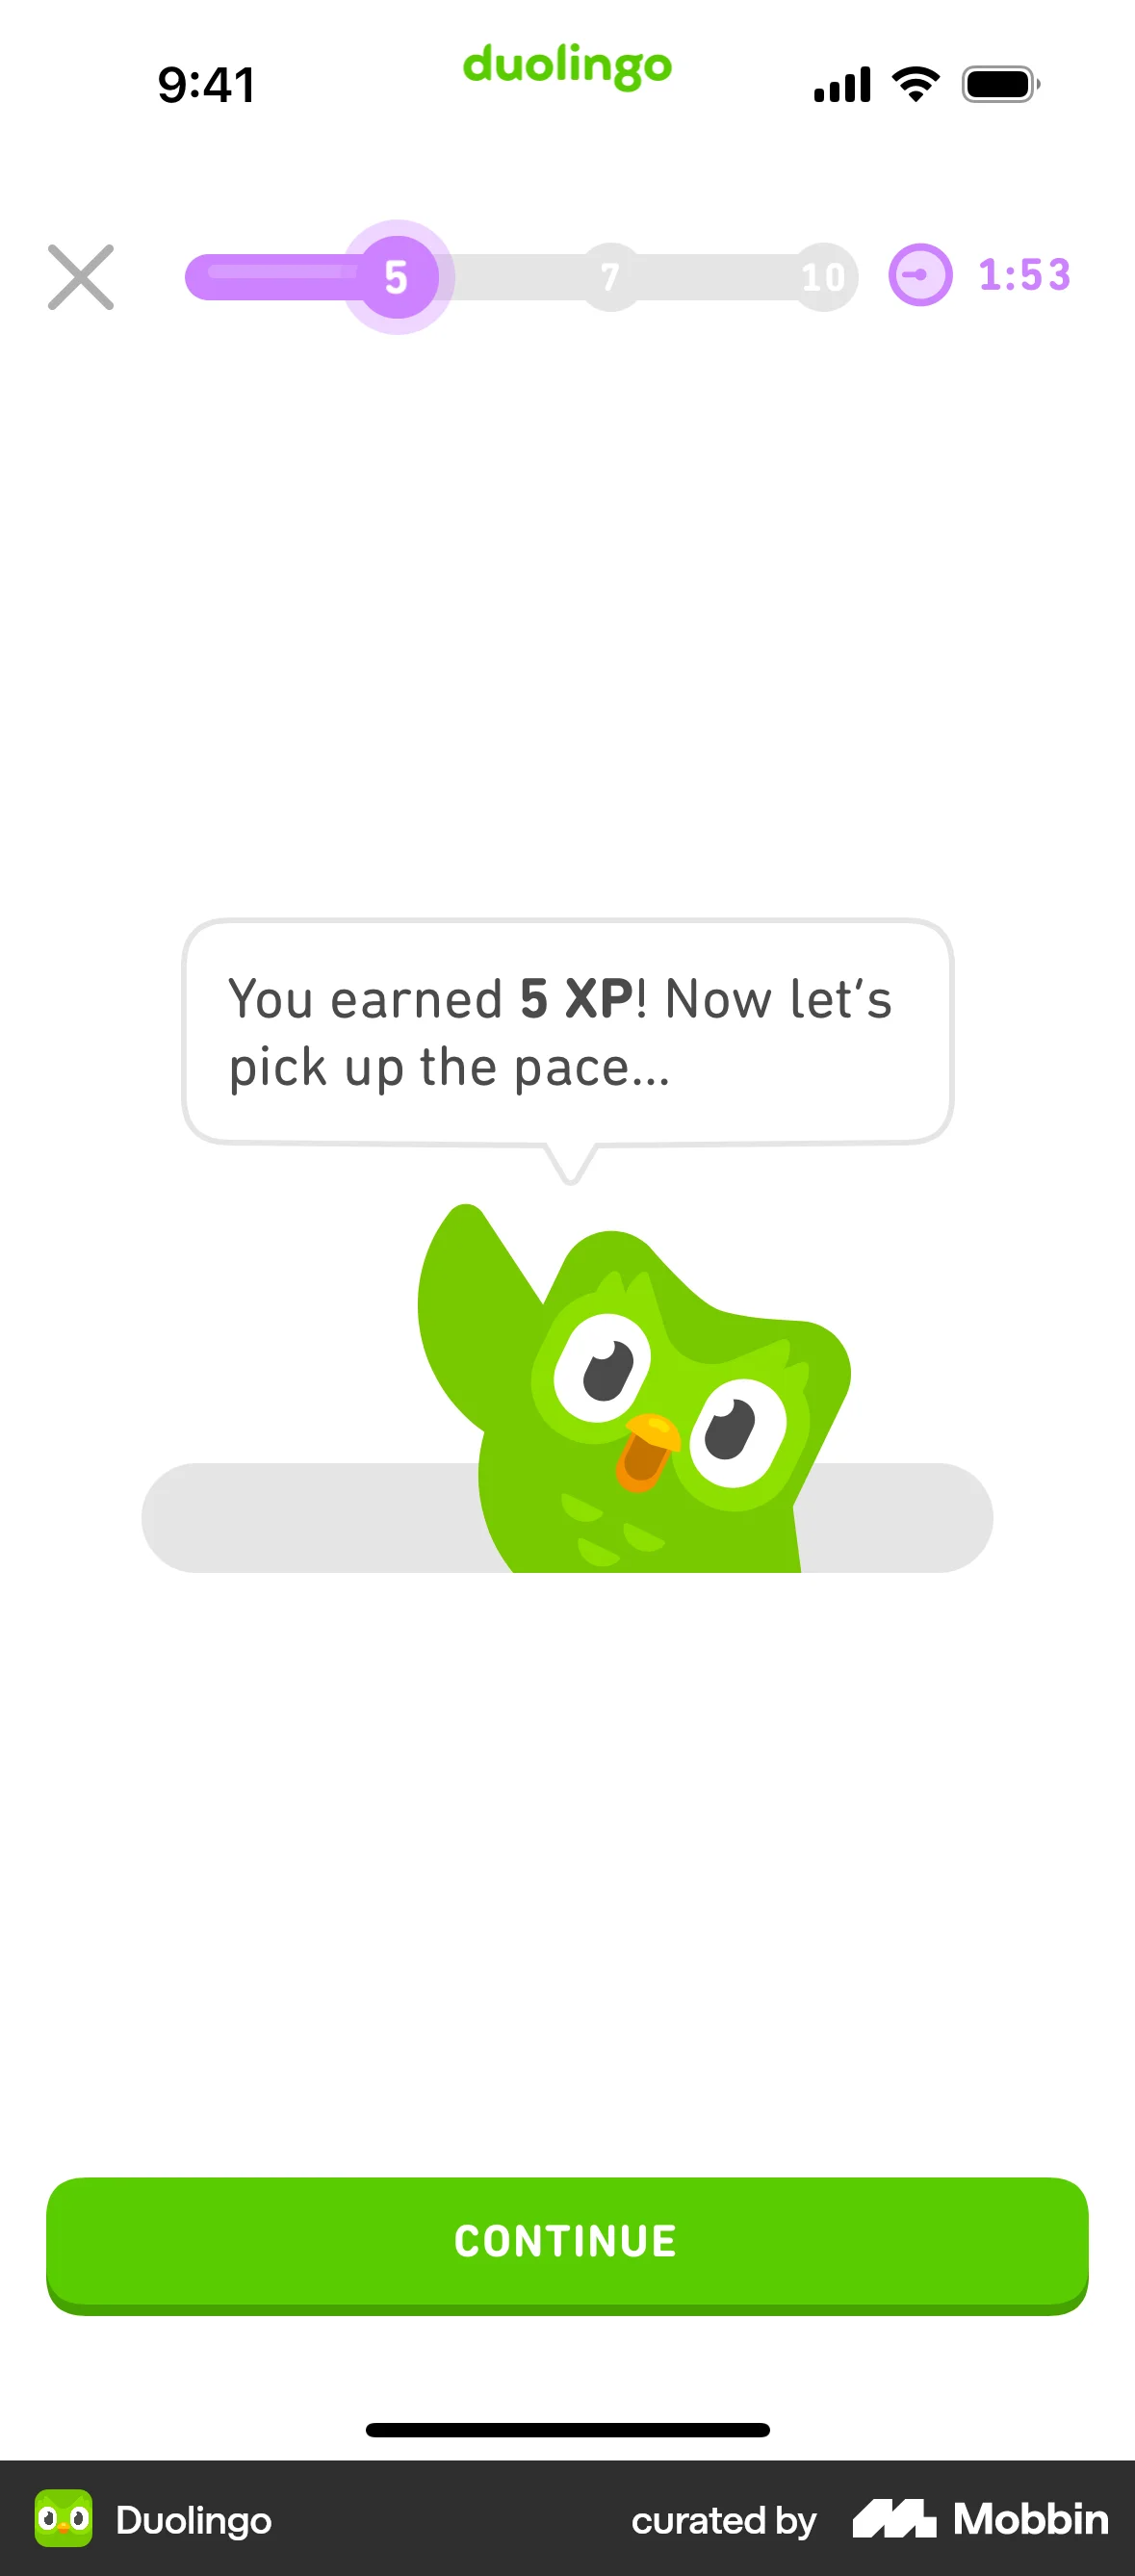 9:41
duolingo
5
7
10
1:53
You earned 5 XP! Now let’s
pick up the pace...
CONTINUE
Duolingo
curated by Mobbin